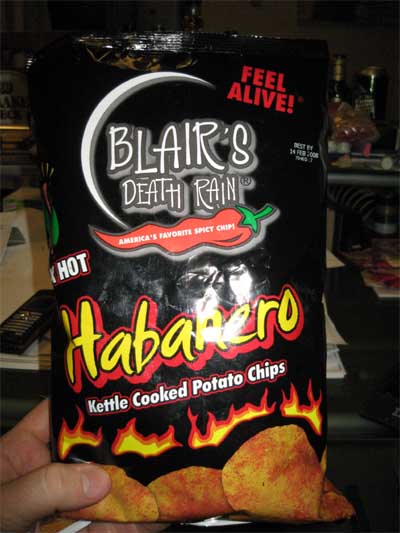 FEEL
ALIVE!®
BLAIR'S
DEATH RAIN®
AMERICA'S FAVORITE SPICY CHIP!
BEST BY
14 FEB 2008
HOT
Habanero
Kettle Cooked Potato Chips